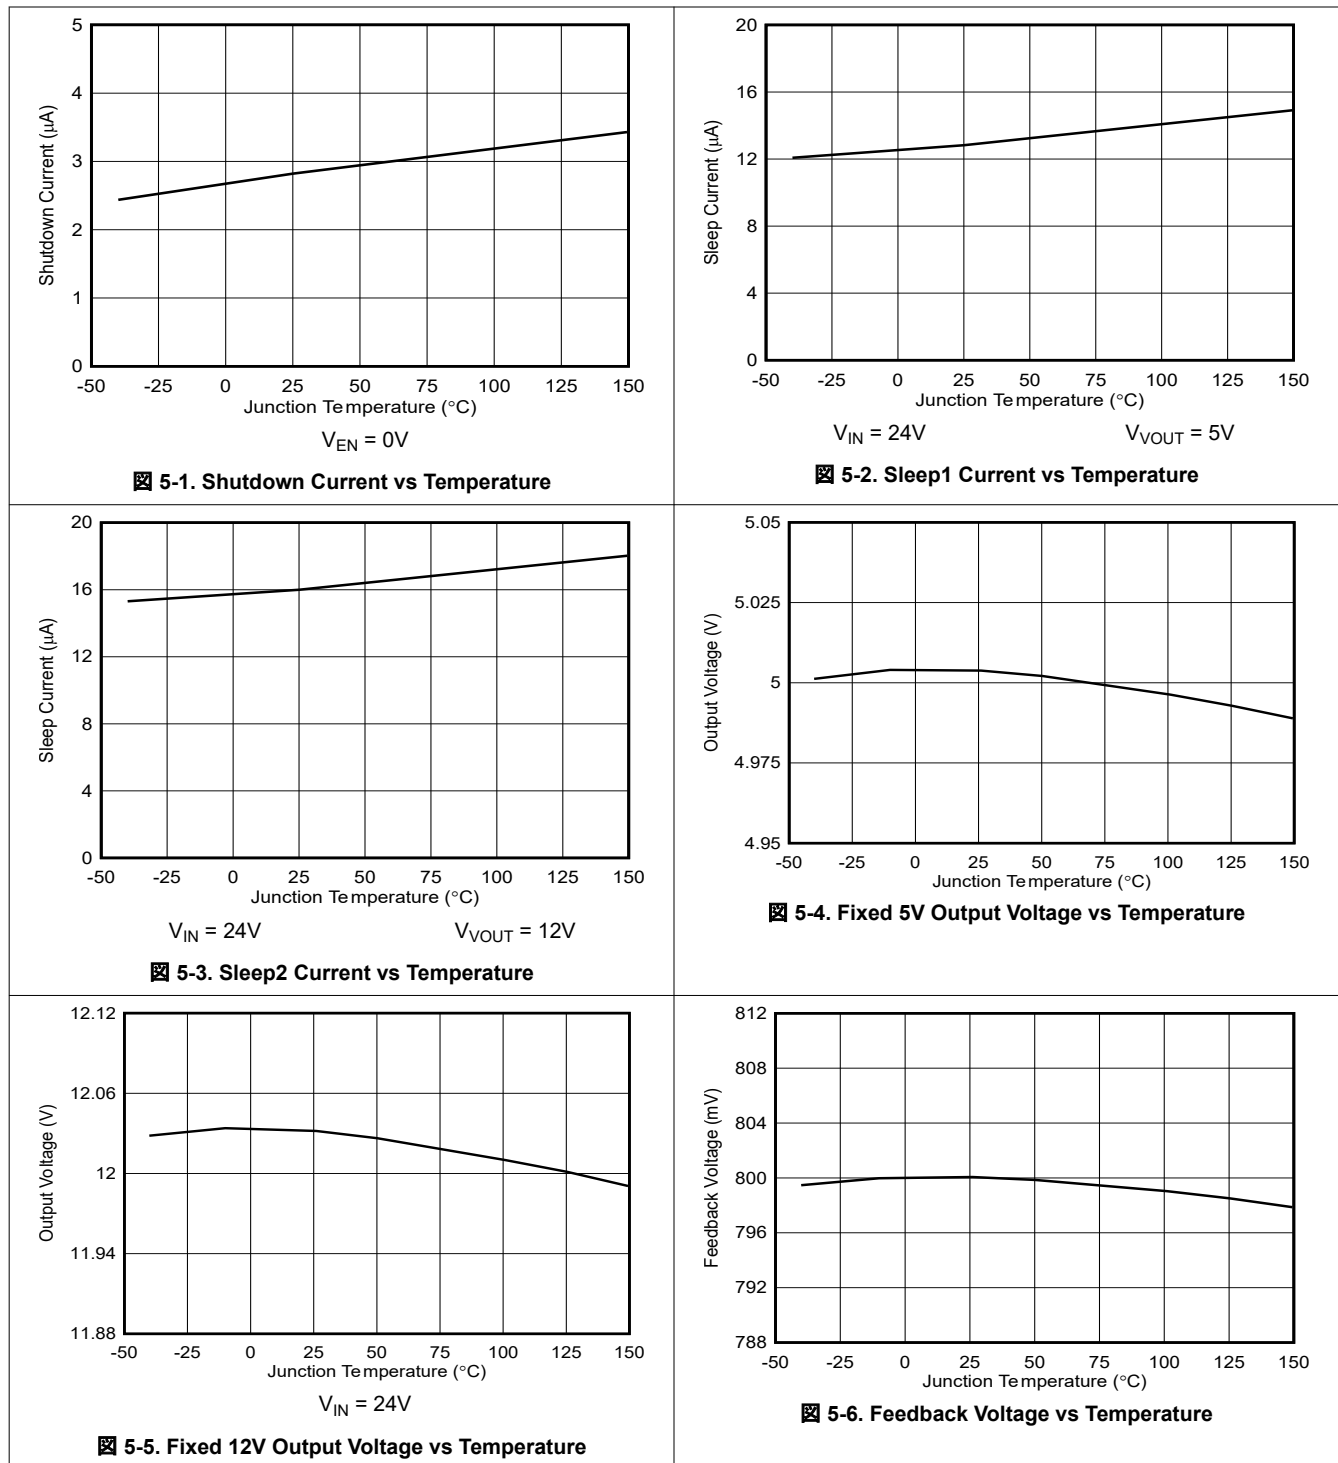 5
4
3
2
1
0
Shutdown Current (μA)
-50 -25 0 25 50 75 100 125 150
Junction Temperature (°C)
VEN = 0V
図 5-1. Shutdown Current vs Temperature
20
16
12
8
4
0
Sleep Current (μA)
-50 -25 0 25 50 75 100 125 150
Junction Temperature (°C)
VIN = 24V VVOUT = 5V
図 5-2. Sleep1 Current vs Temperature
20
16
12
8
4
0
Sleep Current (μA)
-50 -25 0 25 50 75 100 125 150
Junction Temperature (°C)
VIN = 24V VVOUT = 12V
図 5-3. Sleep2 Current vs Temperature
5.05
5.025
5
4.975
4.95
Output Voltage (V)
-50 -25 0 25 50 75 100 125 150
Junction Temperature (°C)
図 5-4. Fixed 5V Output Voltage vs Temperature
12.12
12.06
12
11.94
11.88
Output Voltage (V)
-50 -25 0 25 50 75 100 125 150
Junction Temperature (°C)
VIN = 24V
図 5-5. Fixed 12V Output Voltage vs Temperature
812
808
804
800
796
792
788
Feedback Voltage (mV)
-50 -25 0 25 50 75 100 125 150
Junction Temperature (°C)
図 5-6. Feedback Voltage vs Temperature